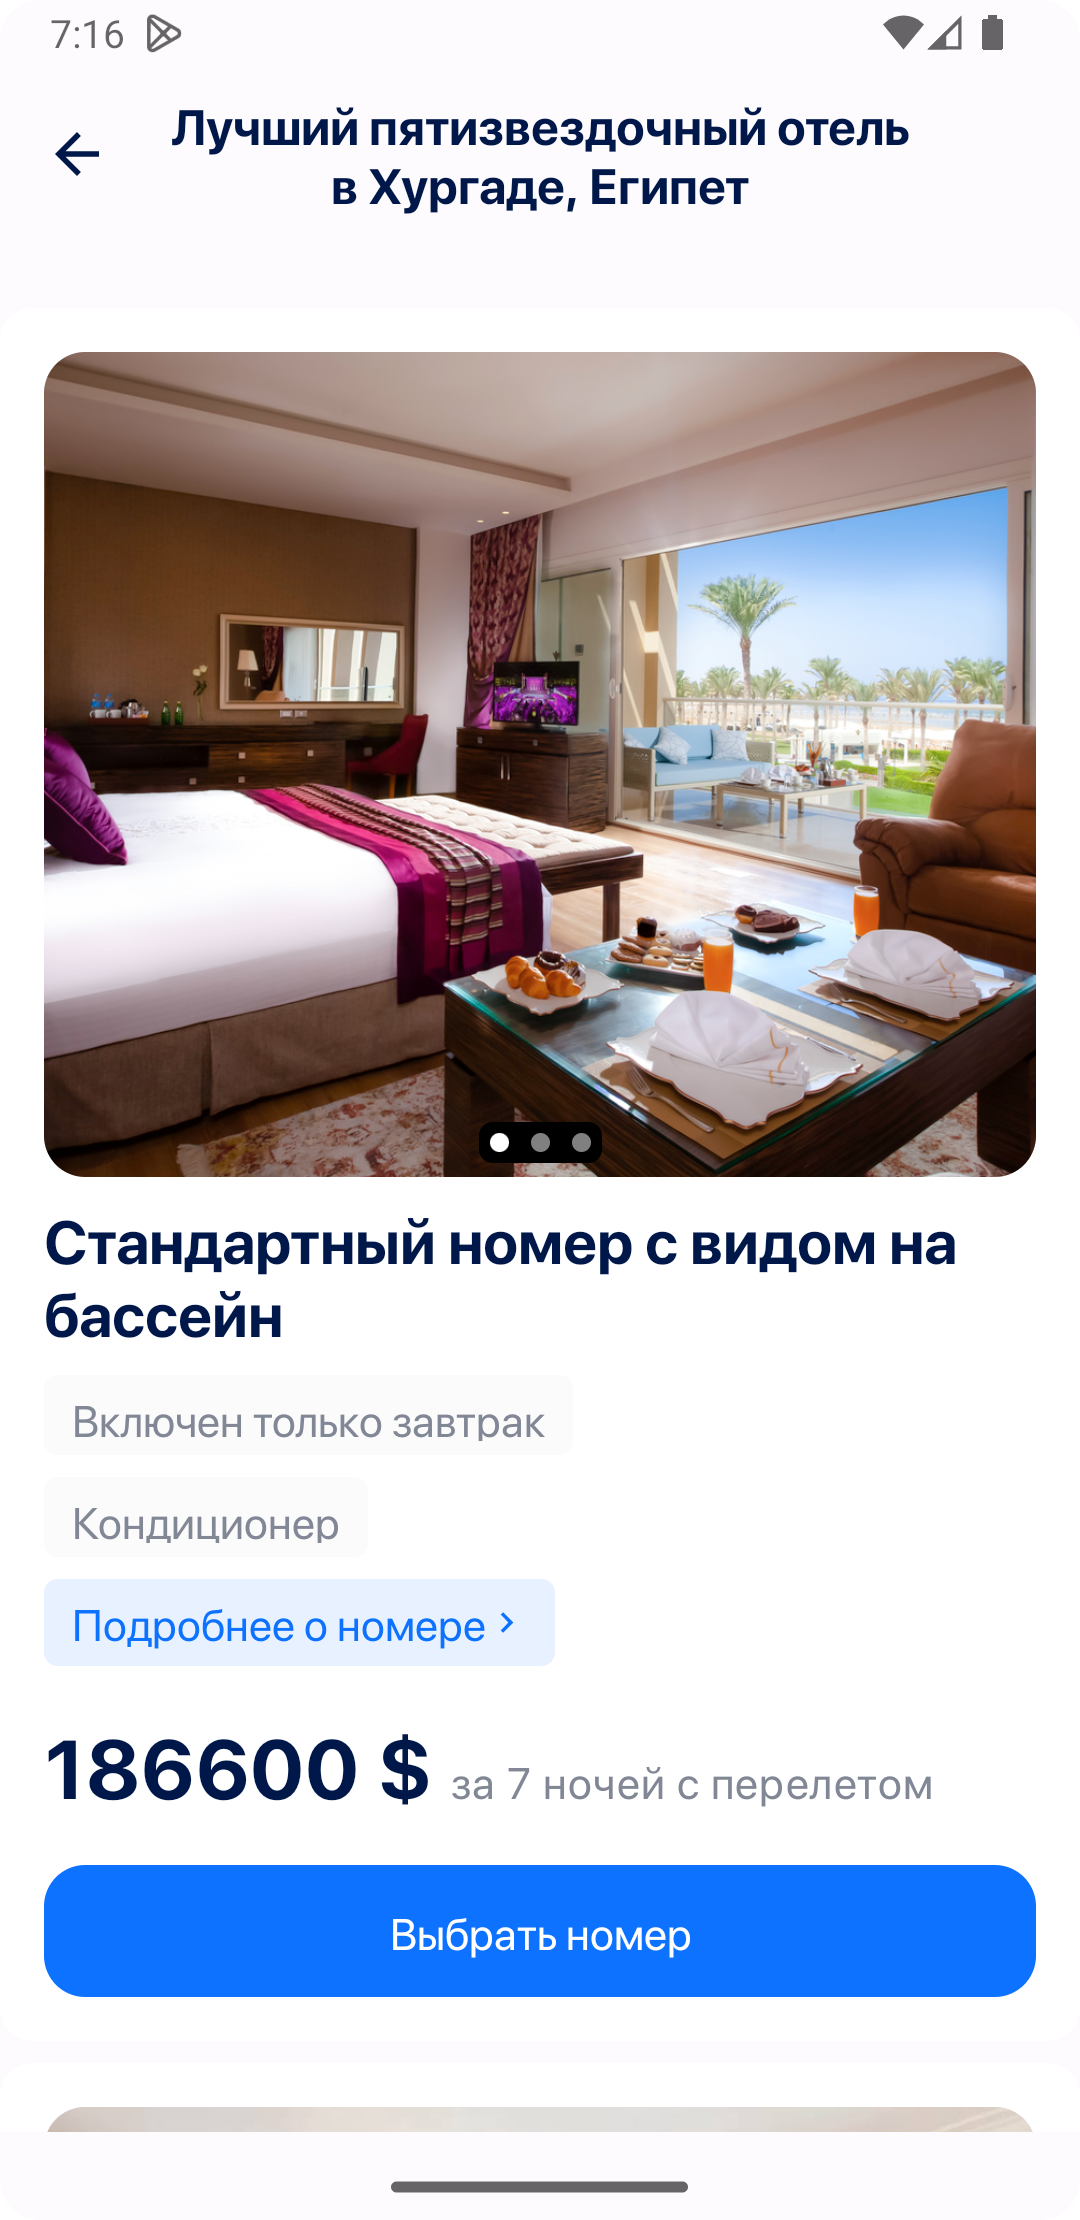 7:16
Лучший пятизвездочный отель
в Хургаде, Египет
Стандартный номер с видом на
бассейн
Включен только завтрак
Кондиционер
Подробнее о номере
186600 $ за 7 ночей с перелетом
Выбрать номер